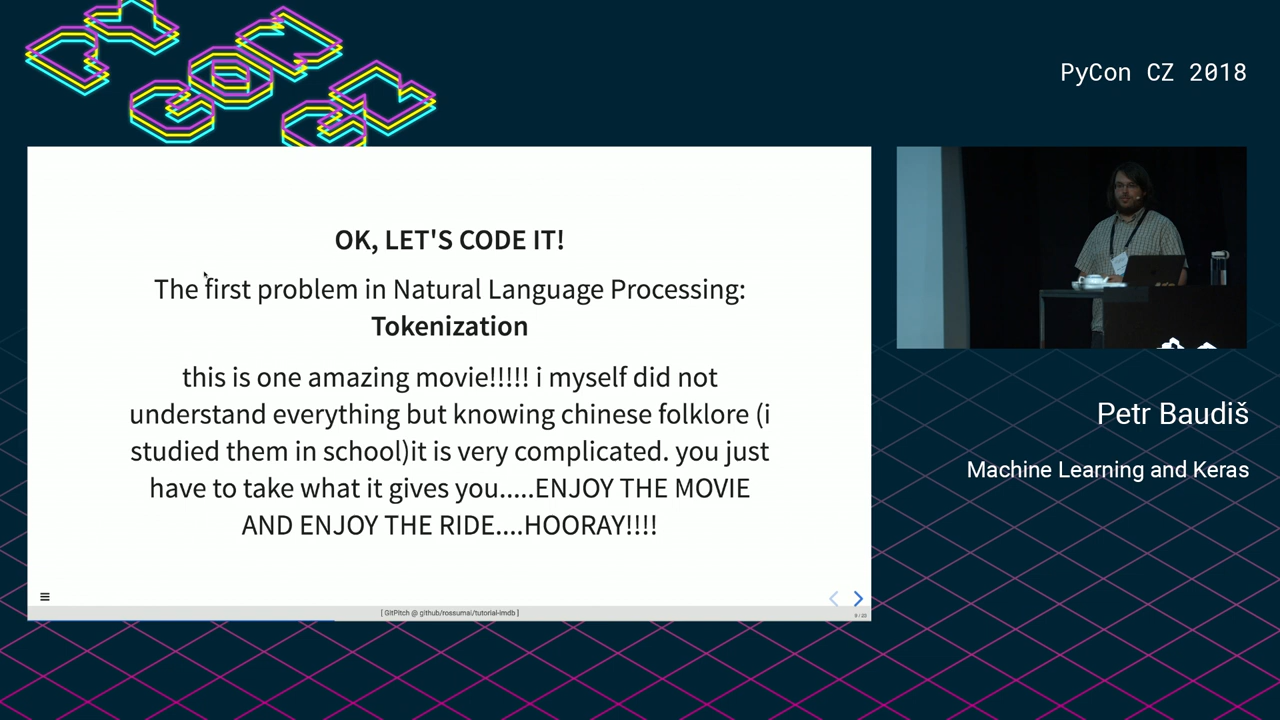 PyCon CZ 2018
OK, LET'S CODE IT!
The first problem in Natural Language Processing:
Tokenization
this is one amazing movie!!!!! i myself did not
understand everything but knowing chinese folklore (i
studied them in school)it is very complicated. you just
have to take what it gives you.....ENJOY THE MOVIE
AND ENJOY THE RIDE....HOORAY!!!!
[ GitPitch @ github/rossumai/tutorial-imdb ]
Petr Baudiš
Machine Learning and Keras